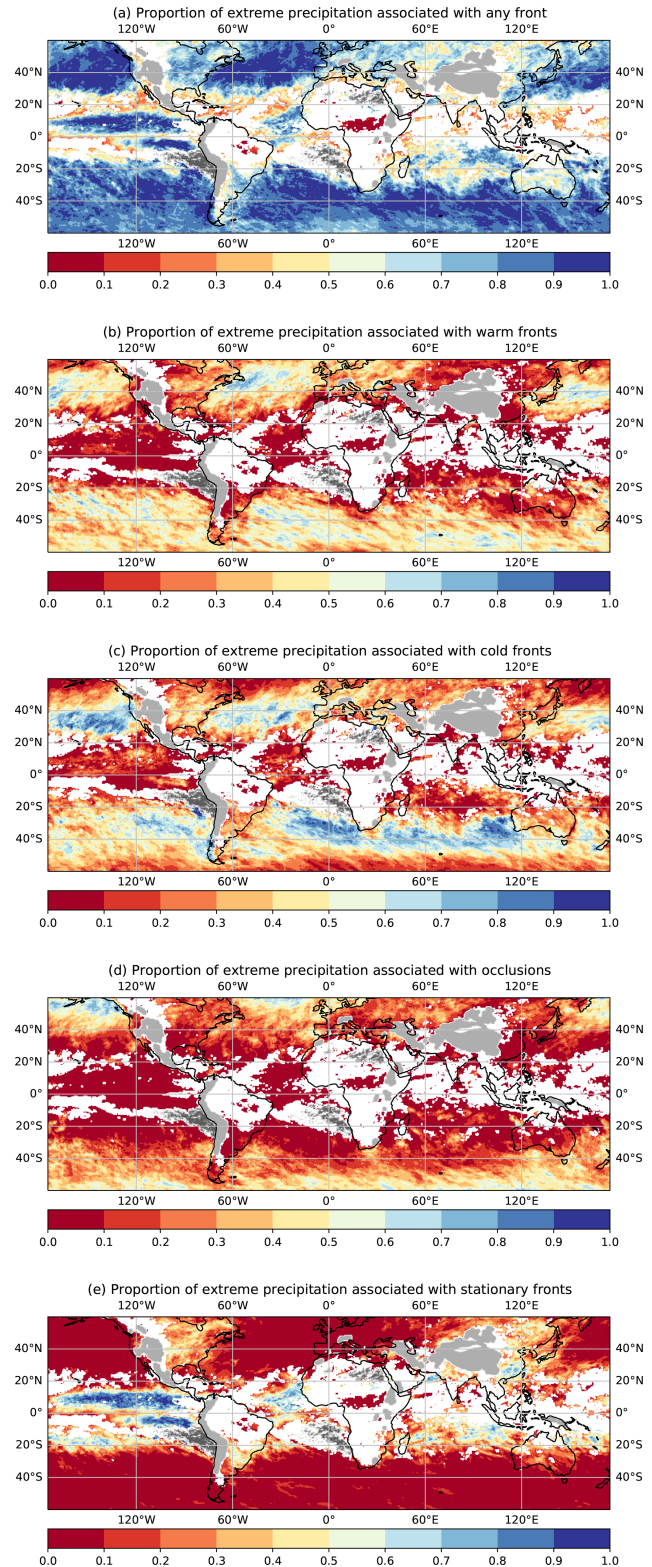 (a) Proportion of extreme precipitation associated with any front
120°W 60°W 0° 60°E 120°E
40°N 40°N
20°N 20°N
0° 0°
20°S 20°S
40°S 40°S
120°W 60°W 0° 60°E 120°E
0.0 0.1 0.2 0.3 0.4 0.5 0.6 0.7 0.8 0.9 1.0
(b) Proportion of extreme precipitation associated with warm fronts
120°W 60°W 0° 60°E 120°E
40°N 40°N
20°N 20°N
0° 0°
20°S 20°S
40°S 40°S
120°W 60°W 0° 60°E 120°E
0.0 0.1 0.2 0.3 0.4 0.5 0.6 0.7 0.8 0.9 1.0
(c) Proportion of extreme precipitation associated with cold fronts
120°W 60°W 0° 60°E 120°E
40°N 40°N
20°N 20°N
0° 0°
20°S 20°S
40°S 40°S
120°W 60°W 0° 60°E 120°E
0.0 0.1 0.2 0.3 0.4 0.5 0.6 0.7 0.8 0.9 1.0
(d) Proportion of extreme precipitation associated with occlusions
120°W 60°W 0° 60°E 120°E
40°N 40°N
20°N 20°N
0° 0°
20°S 20°S
40°S 40°S
120°W 60°W 0° 60°E 120°E
0.0 0.1 0.2 0.3 0.4 0.5 0.6 0.7 0.8 0.9 1.0
(e) Proportion of extreme precipitation associated with stationary fronts
120°W 60°W 0° 60°E 120°E
40°N 40°N
20°N 20°N
0° 0°
20°S 20°S
40°S 40°S
120°W 60°W 0° 60°E 120°E
0.0 0.1 0.2 0.3 0.4 0.5 0.6 0.7 0.8 0.9 1.0